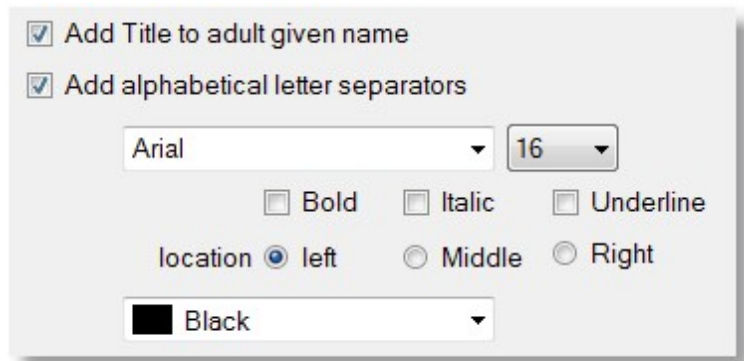 Add Title to adult given name
Add alphabetical letter separators
Arial 16
Bold Italic Underline
location left Middle Right
Black